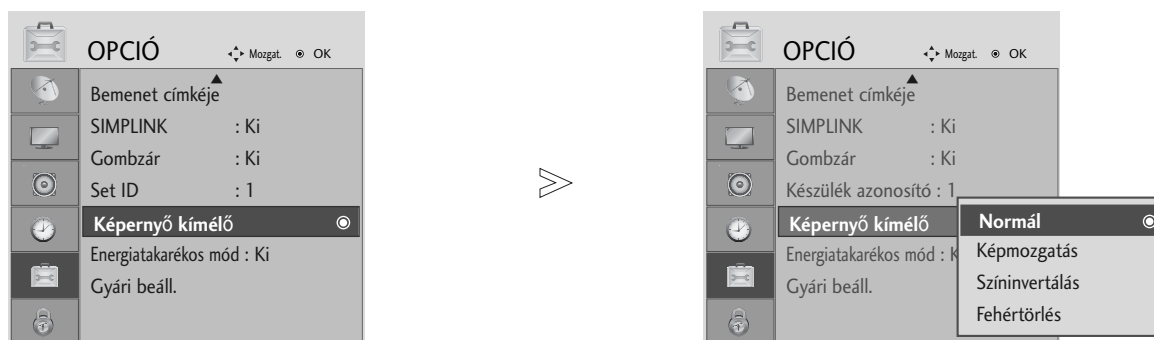 OPCIÓ Mozgat. OK
Bemenet címkéje
SIMPLINK : Ki
Gombzár : Ki
Set ID : 1
Képernyő kímélő
Energiatakarékos mód : Ki
Gyári beáll.
OPCIÓ Mozgat. OK
Bemenet címkéje
SIMPLINK : Ki
Gombzár : Ki
Készülék azonosító : 1
Képernyő kímélő
Energiatakarékos mód : K
Gyári beáll.
Normál
Képmozgatás
Színinvertálás
Fehértörlés